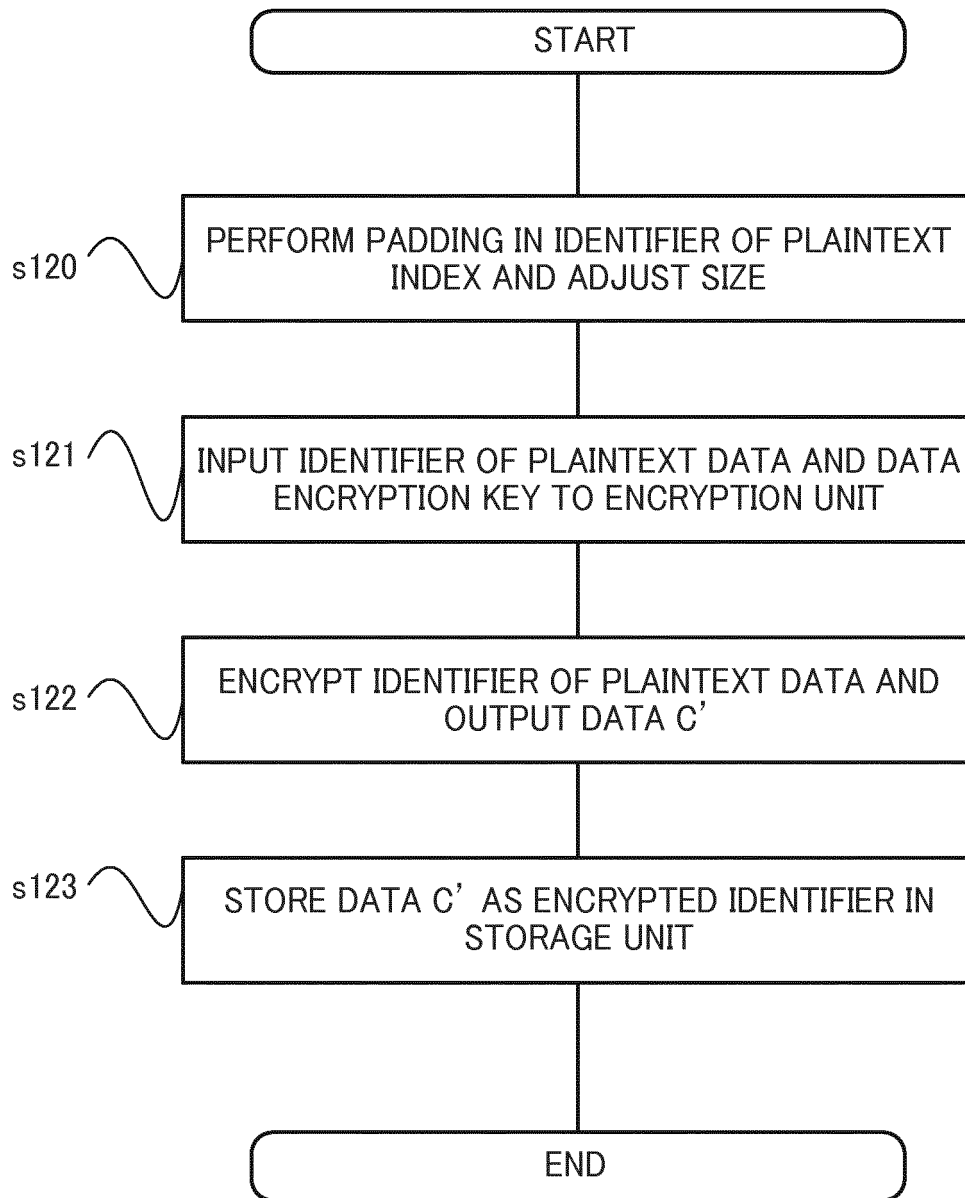 START
s120
PERFORM PADDING IN IDENTIFIER OF PLAINTEXT
INDEX AND ADJUST SIZE
s121
INPUT IDENTIFIER OF PLAINTEXT DATA AND DATA
ENCRYPTION KEY TO ENCRYPTION UNIT
s122
ENCRYPT IDENTIFIER OF PLAINTEXT DATA AND
OUTPUT DATA C'
s123
STORE DATA C' AS ENCRYPTED IDENTIFIER IN
STORAGE UNIT
END